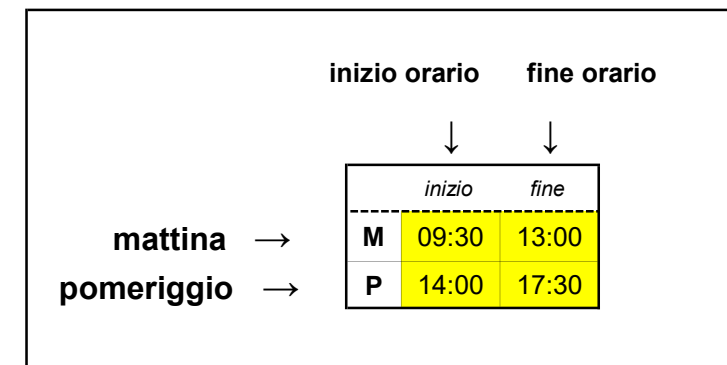 inizio orario fine orario
↓ ↓
inizio fine
mattina → M 09:30 13:00
pomeriggio → P 14:00 17:30